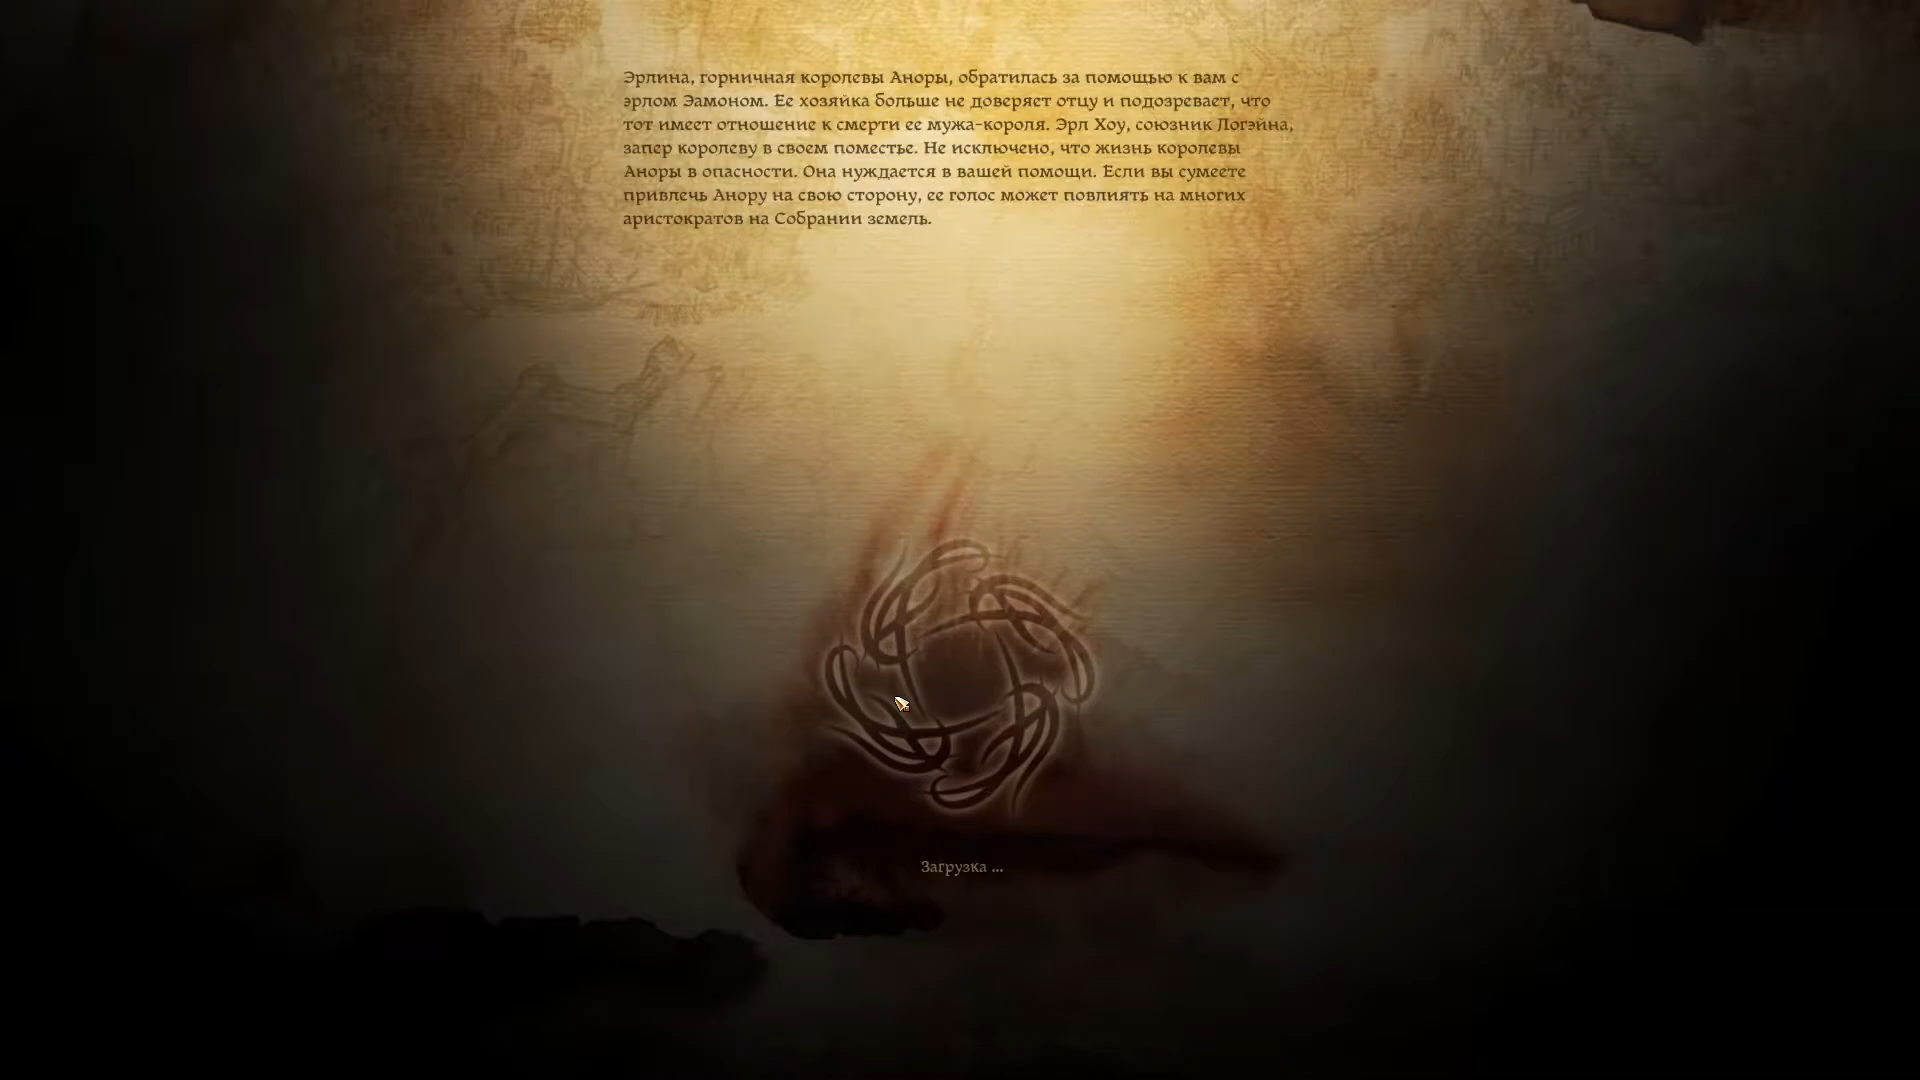 Эрлина, горничная королевы Аноры, обратилась за помощью к вам с
эрлом Эамоном. Ее хозяйка больше не доверяет отцу и подозревает, что
тот имеет отношение к смерти ее мужа-короля. Эрл Хоу, союзник Логэйна,
запер королеву в своем поместье. Не исключено, что жизнь королевы
Аноры в опасности. Она нуждается в вашей помощи. Если вы сумеете
привлечь Анору на свою сторону, ее голос может повлиять на многих
аристократов на Собрании земель.
Загрузка ...